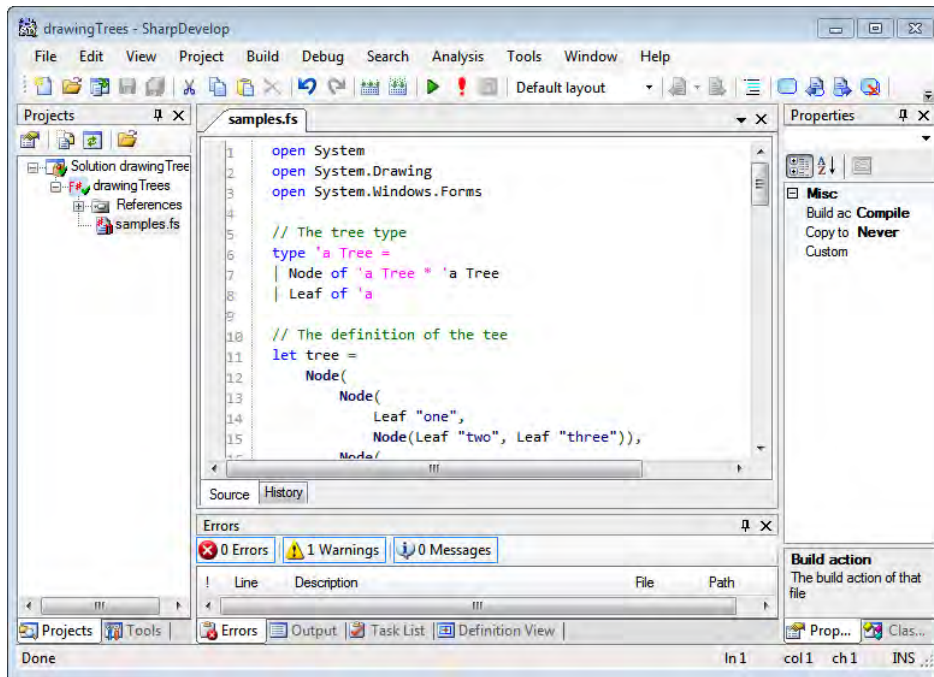 drawingTrees - SharpDevelop
File Edit View Project Build Debug Search Analysis Tools Window Help
Default layout
Projects
Solution drawingTree
drawingTrees
References
samples.fs
samples.fs
1 open System
2 open System.Drawing
3 open System.Windows.Forms
4
5 // The tree type
6 type 'a Tree =
7 | Node of 'a Tree * 'a Tree
8 | Leaf of 'a
9
10 // The definition of the tee
11 let tree =
12 Node(
13 Node(
14 Leaf "one",
15 Node(Leaf "two", Leaf "three")),
Node(
Source History
Errors
0 Errors 1 Warnings 0 Messages
! Line Description File Path
Properties
Misc
Build ac Compile
Copy to Never
Custom
Build action
The build action of that
file
Projects Tools
Errors Output Task List Definition View
Prop... Clas...
Done ln 1 col 1 ch 1 INS